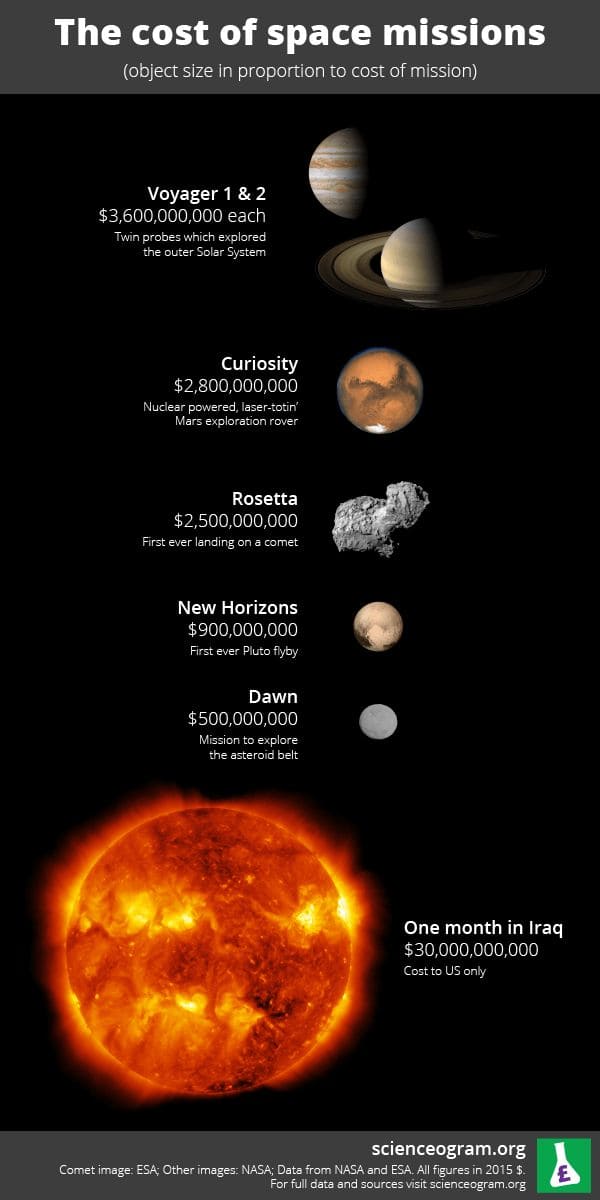 The cost of space missions
(object size in proportion to cost of mission)
Voyager 1 & 2
$3,600,000,000 each
Twin probes which explored
the outer Solar System
Curiosity
$2,800,000,000
Nuclear powered, laser-totin’
Mars exploration rover
Rosetta
$2,500,000,000
First ever landing on a comet
New Horizons
$900,000,000
First ever Pluto flyby
Dawn
$500,000,000
Mission to explore
the asteroid belt
One month in Iraq
$30,000,000,000
Cost to US only
scienceogram.org
Comet image: ESA; Other images: NASA; Data from NASA and ESA. All figures in 2015 $.
For full data and sources visit scienceogram.org
£